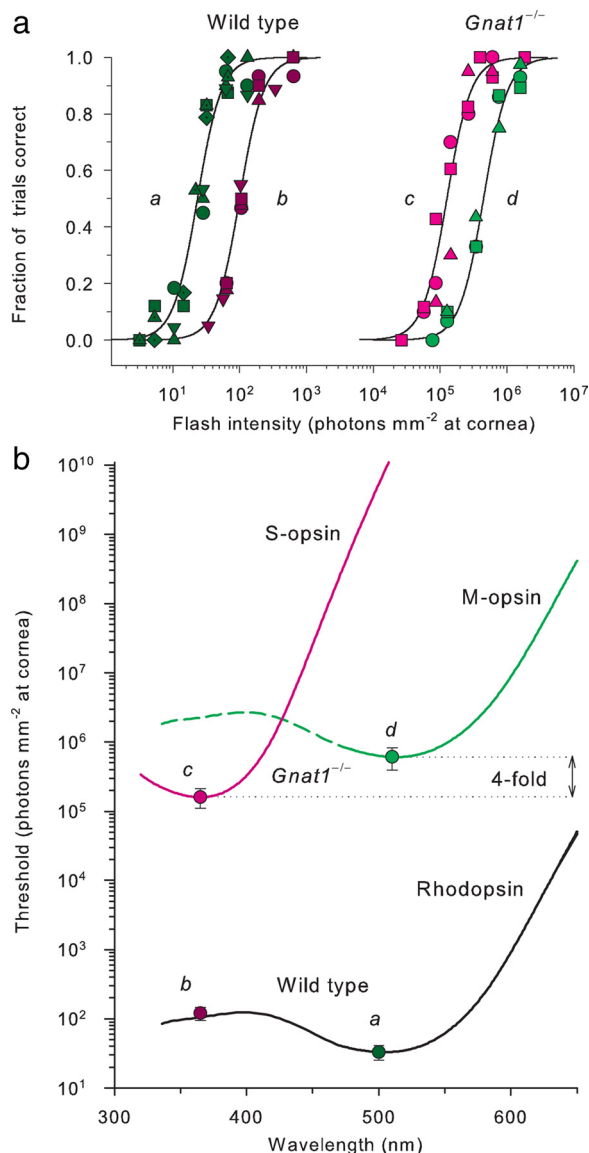 a
Wild type
Gnat1−/−
Fraction of trials correct
1.0
0.8
0.6
0.4
0.2
0.0
a
b
c
d
10¹
10²
10³
10⁴
10⁵
10⁶
10⁷
Flash intensity (photons mm⁻² at cornea)
b
Threshold (photons mm⁻² at cornea)
10¹⁰
10⁹
10⁸
10⁷
10⁶
10⁵
10⁴
10³
10²
10¹
S-opsin
M-opsin
d
c
Gnat1−/−
4-fold
Rhodopsin
b
Wild type
a
300
400
500
600
Wavelength (nm)